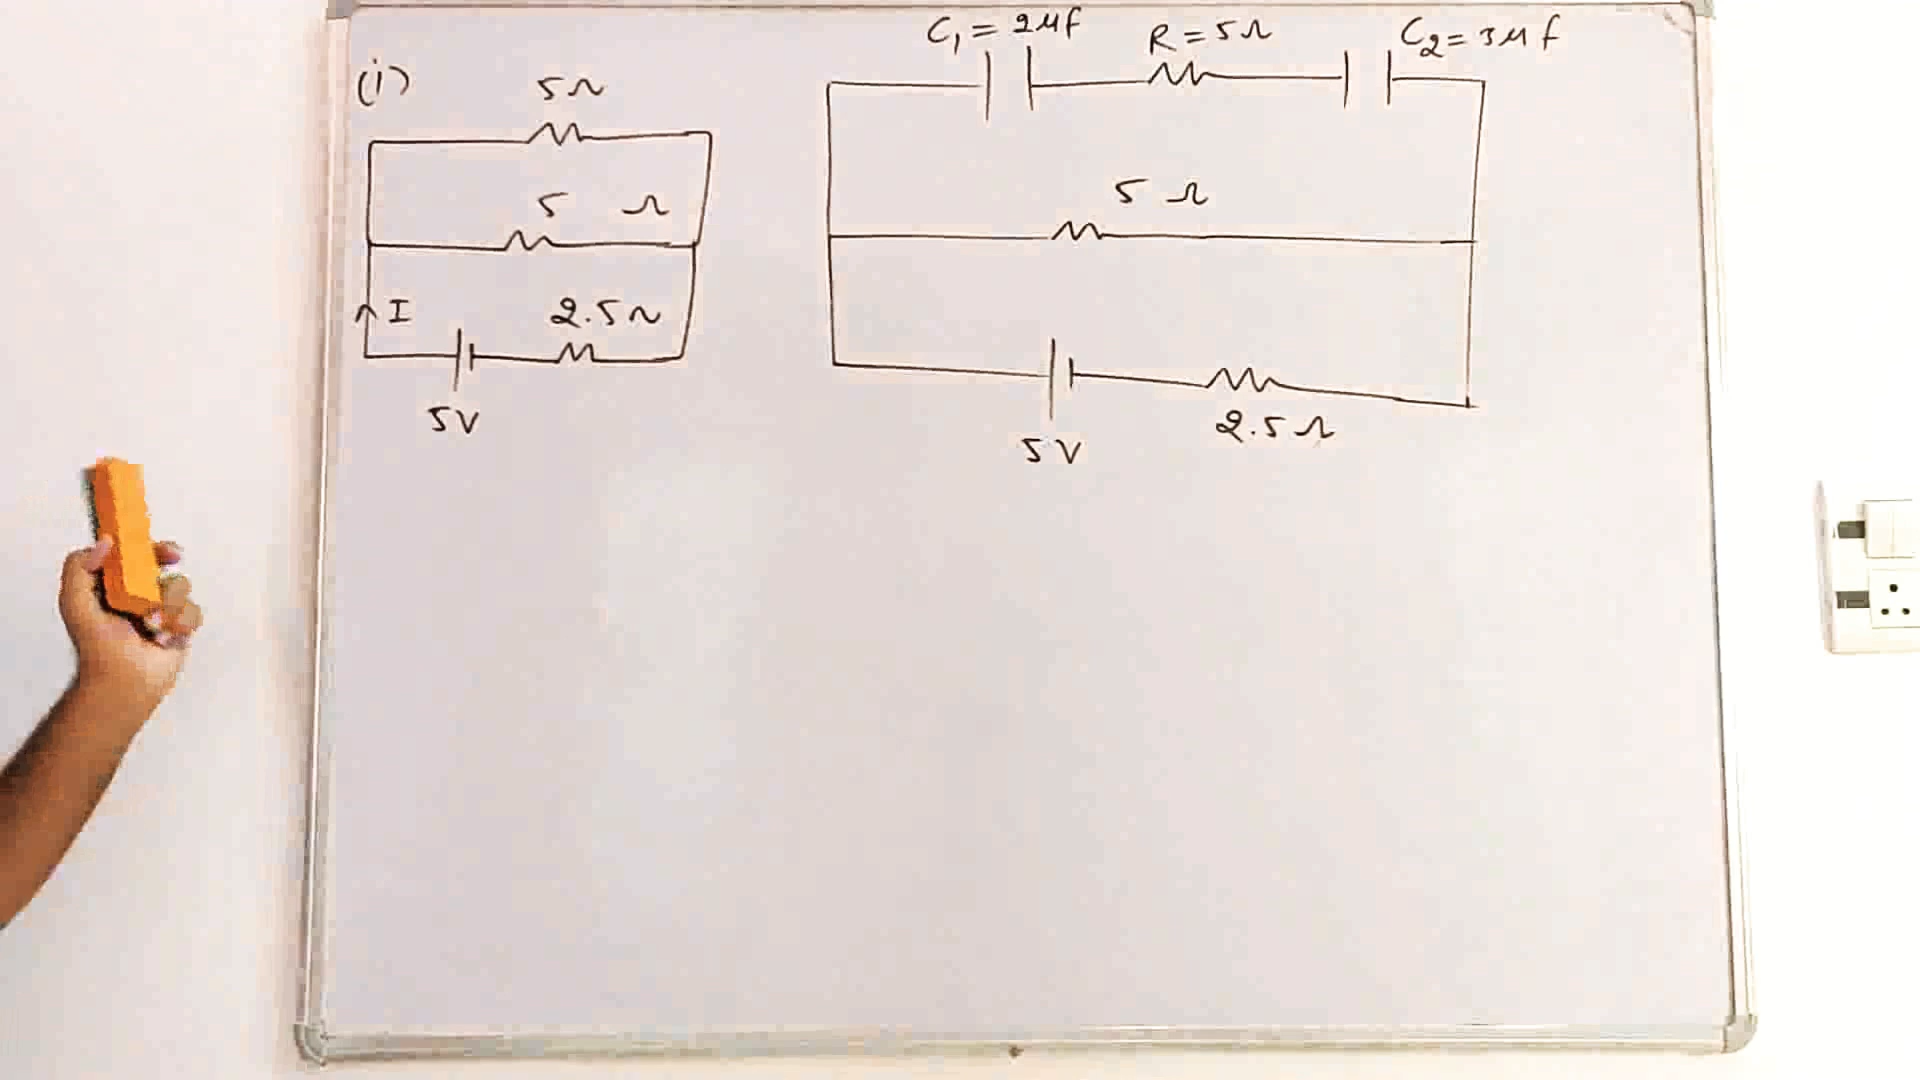 (i)
5Ω
5 Ω
I
2.5Ω
5V
C₁ = 2μf
R = 5Ω
C₂ = 3μf
5 Ω
5V
2.5Ω